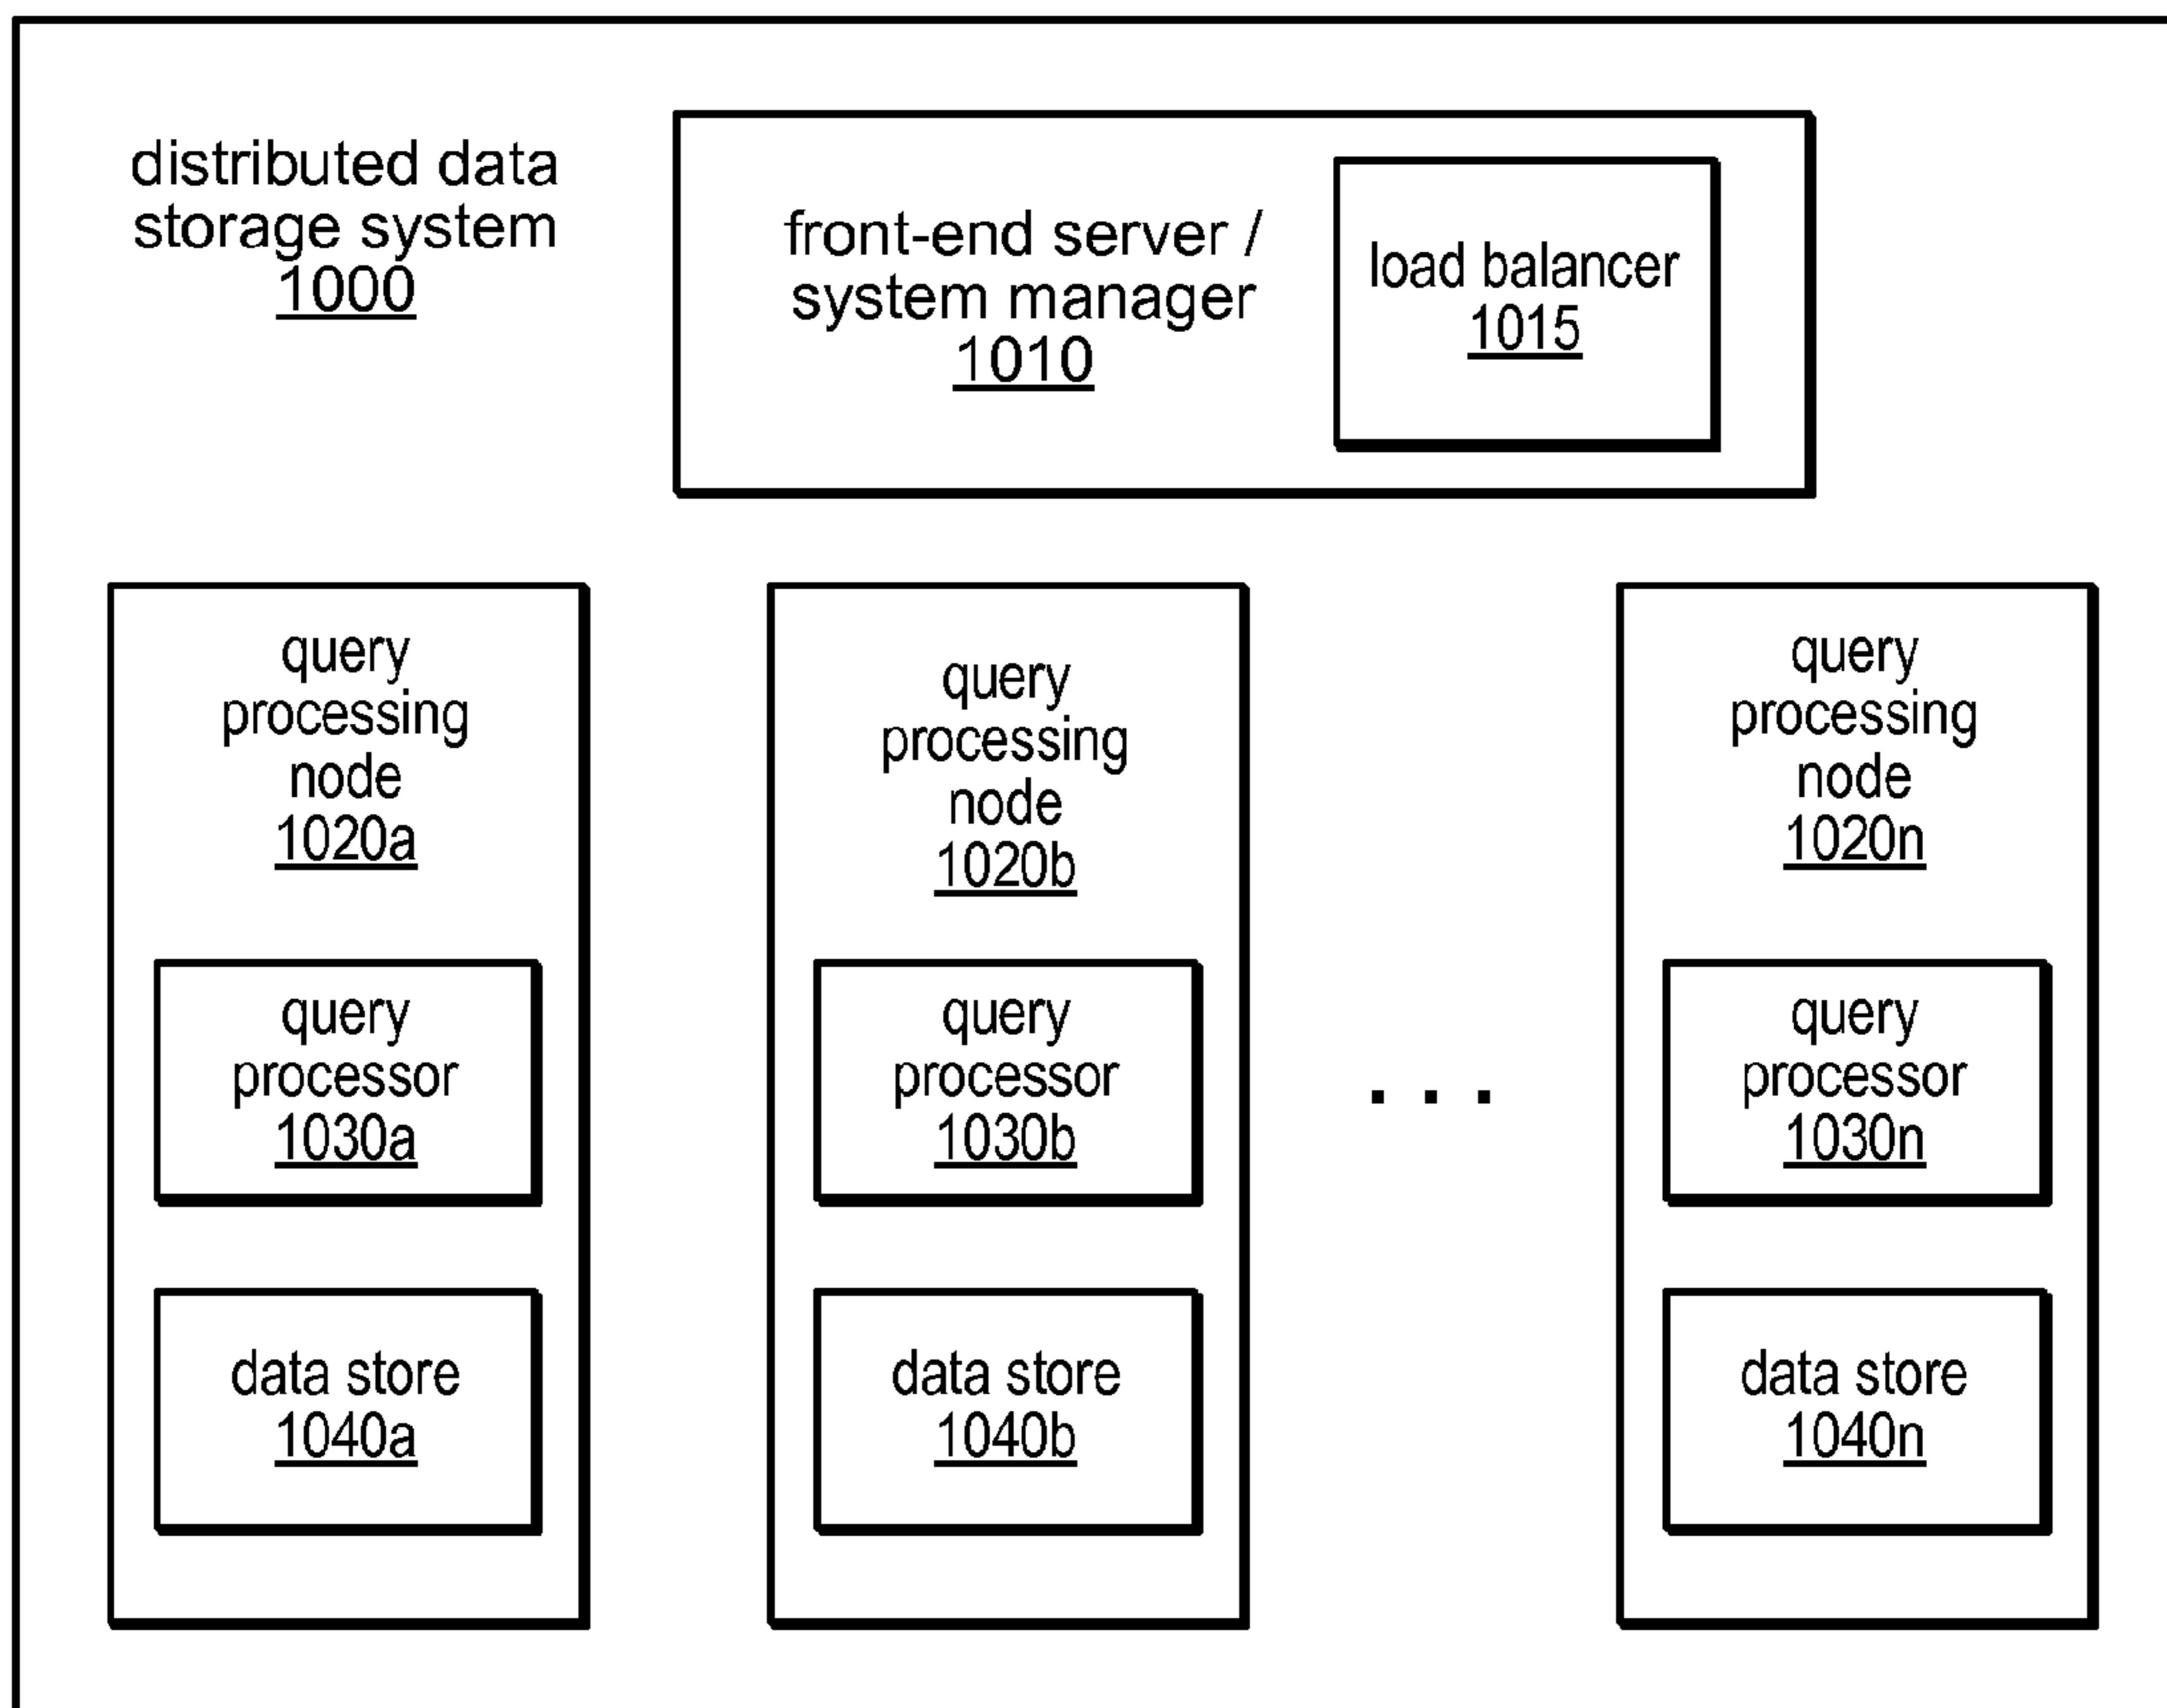 distributed data
storage system
1000
front-end server /
system manager
1010
load balancer
1015
query
processing
node
1020a
query
processor
1030a
data store
1040a
query
processing
node
1020b
query
processor
1030b
data store
1040b
. . .
query
processing
node
1020n
query
processor
1030n
data store
1040n